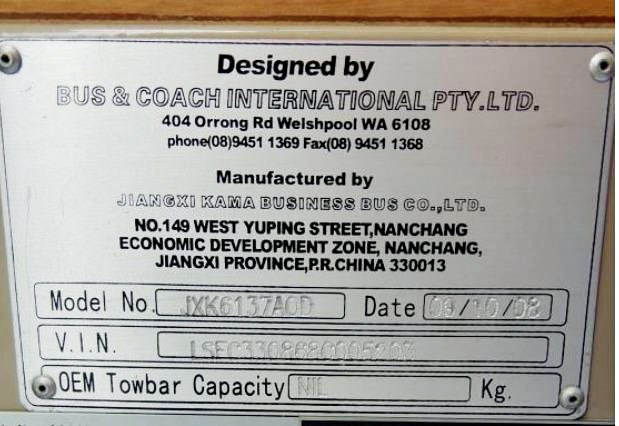 Designed by
BUS & COACH INTERNATIONAL PTY.LTD.
404 Orrong Rd Welshpool WA 6108
phone(08)9451 1369 Fax(08) 9451 1368
Manufactured by
JIANGXI KAMA BUSINESS BUS CO.,LTD.
NO.149 WEST YUPING STREET,NANCHANG
ECONOMIC DEVELOPMENT ZONE, NANCHANG,
JIANGXI PROVINCE,P.R.CHINA 330013
Model No. JXK6137AOD Date 09/10/08
V.I.N.
OEM Towbar Capacity NIL Kg.